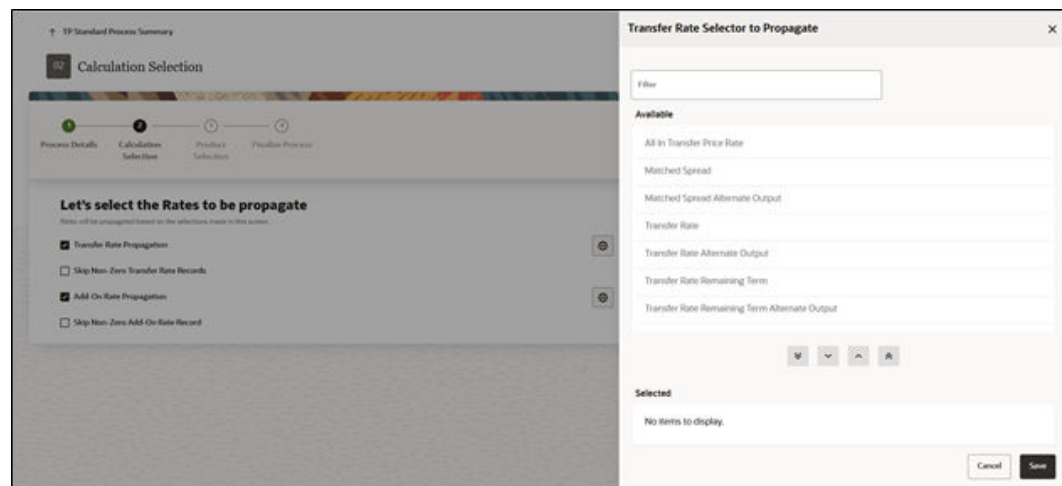 TP Standard Process Summary
02
Calculation Selection
1
2
3
4
Process Details
Calculation
Selection
Product
Selection
Finalize Process
Let's select the Rates to be propagate
Rates will be propagated based on the selections made in this screen.
Transfer Rate Propagation
Skip Non-Zero Transfer Rate Records
Add-On Rate Propagation
Skip Non-Zero Add-On Rate Record
Transfer Rate Selector to Propagate
Filter
Available
All In Transfer Price Rate
Matched Spread
Matched Spread Alternate Output
Transfer Rate
Transfer Rate Alternate Output
Transfer Rate Remaining Term
Transfer Rate Remaining Term Alternate Output
Selected
No items to display.
Cancel
Save